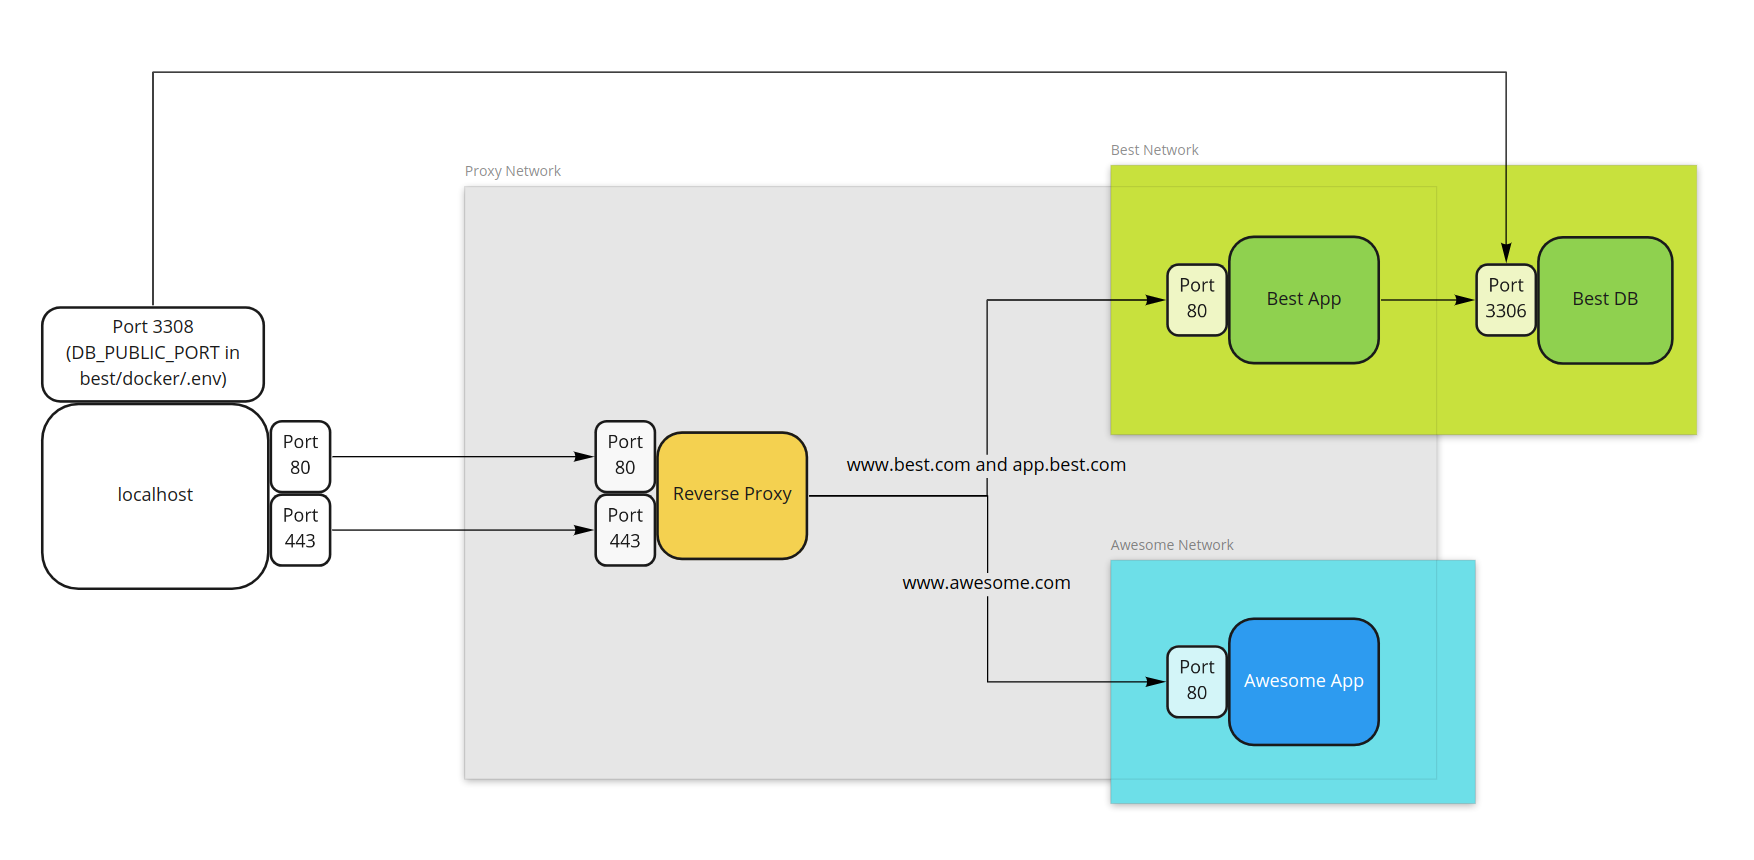 Best Network
Proxy Network
Port
80
Best App
Port
3306
Best DB
Port 3308
(DB_PUBLIC_PORT in
best/docker/.env)
localhost
Port
80
Port
443
Port
80
Port
443
Reverse Proxy
www.best.com and app.best.com
www.awesome.com
Awesome Network
Port
80
Awesome App